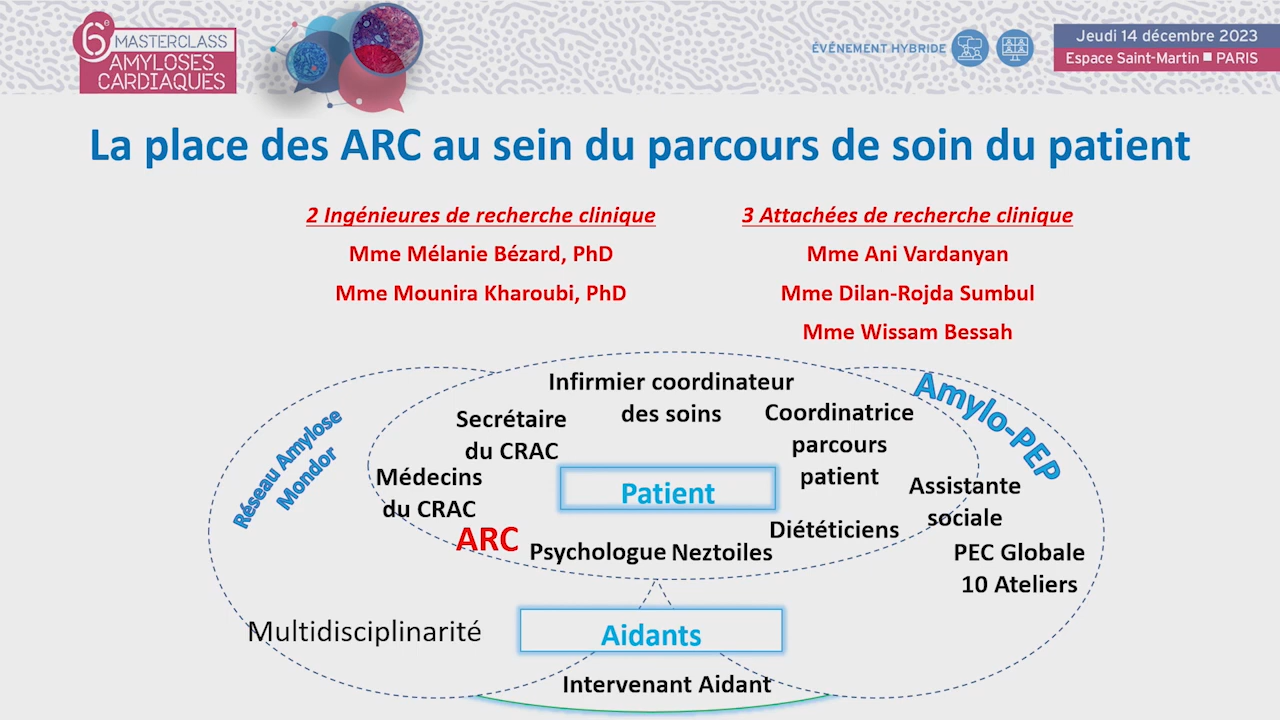 6e
MASTERCLASS
AMYLOSES
CARDIAQUES
ÉVÉNEMENT HYBRIDE
Jeudi 14 décembre 2023
Espace Saint-Martin ■ PARIS
La place des ARC au sein du parcours de soin du patient
2 Ingénieures de recherche clinique
Mme Mélanie Bézard, PhD
Mme Mounira Kharoubi, PhD
3 Attachées de recherche clinique
Mme Ani Vardanyan
Mme Dilan-Rojda Sumbul
Mme Wissam Bessah
Réseau Amylose
Mondor
Amylo-PEP
Infirmier coordinateur
des soins
Secrétaire
du CRAC
Coordinatrice
parcours
patient
Médecins
du CRAC
Patient
Assistante
sociale
ARC
Psychologue
Neztoiles
Diététiciens
PEC Globale
10 Ateliers
Multidisciplinarité
Aidants
Intervenant Aidant